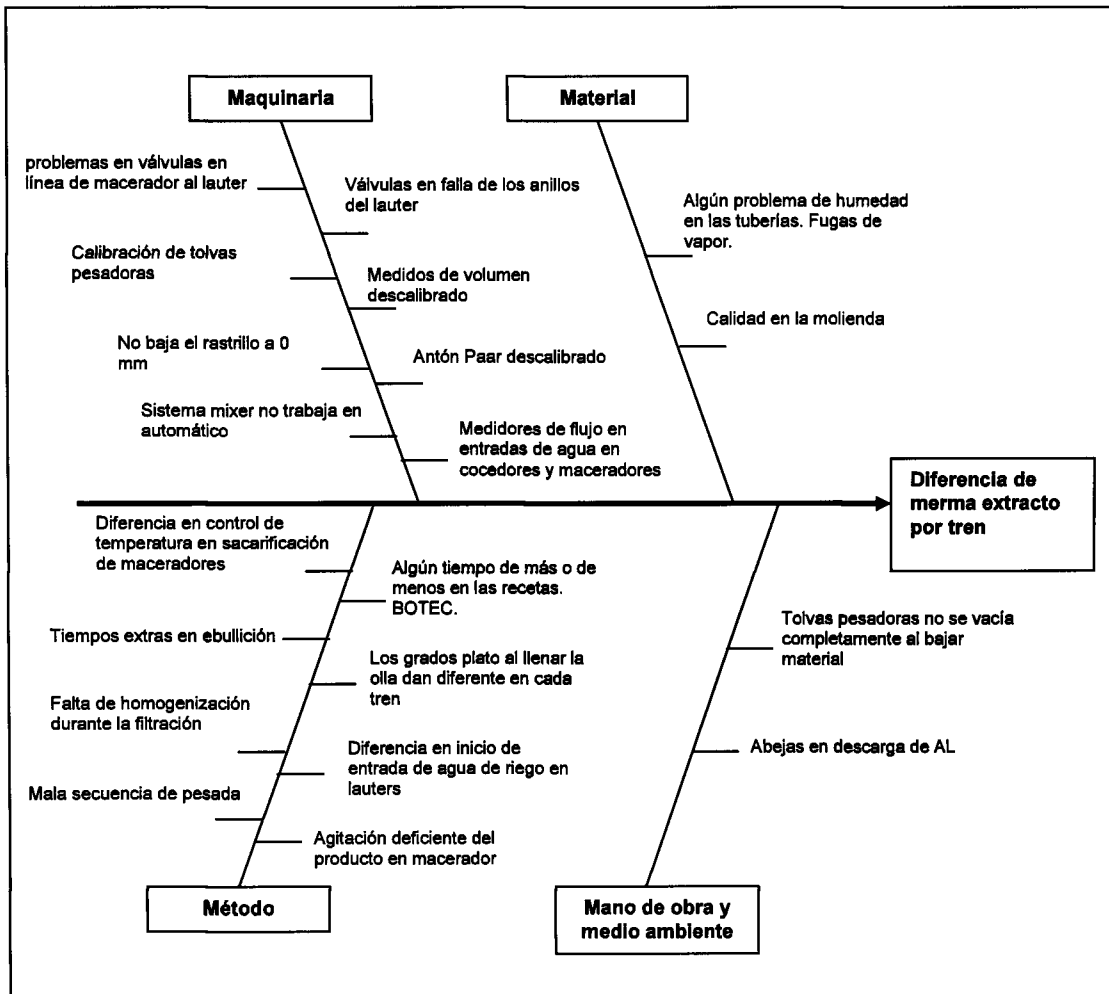 Maquinaria
Material
problemas en válvulas en
línea de macerador al lauter
Válvulas en falla de los anillos
del lauter
Calibración de tolvas
pesadoras
Medidos de volumen
descalibrado
No baja el rastrillo a 0
mm
Antón Paar descalibrado
Sistema mixer no trabaja en
automático
Medidores de flujo en
entradas de agua en
cocedores y maceradores
Algún problema de humedad
en las tuberías. Fugas de
vapor.
Calidad en la molienda
Diferencia de
merma extracto
por tren
Diferencia en control de
temperatura en sacarificación
de maceradores
Algún tiempo de más o de
menos en las recetas.
BOTEC.
Tiempos extras en ebullición
Los grados plato al llenar la
olla dan diferente en cada
tren
Falta de homogenización
durante la filtración
Diferencia en inicio de
entrada de agua de riego en
lauters
Mala secuencia de pesada
Agitación deficiente del
producto en macerador
Tolvas pesadoras no se vacía
completamente al bajar
material
Abejas en descarga de AL
Método
Mano de obra y
medio ambiente